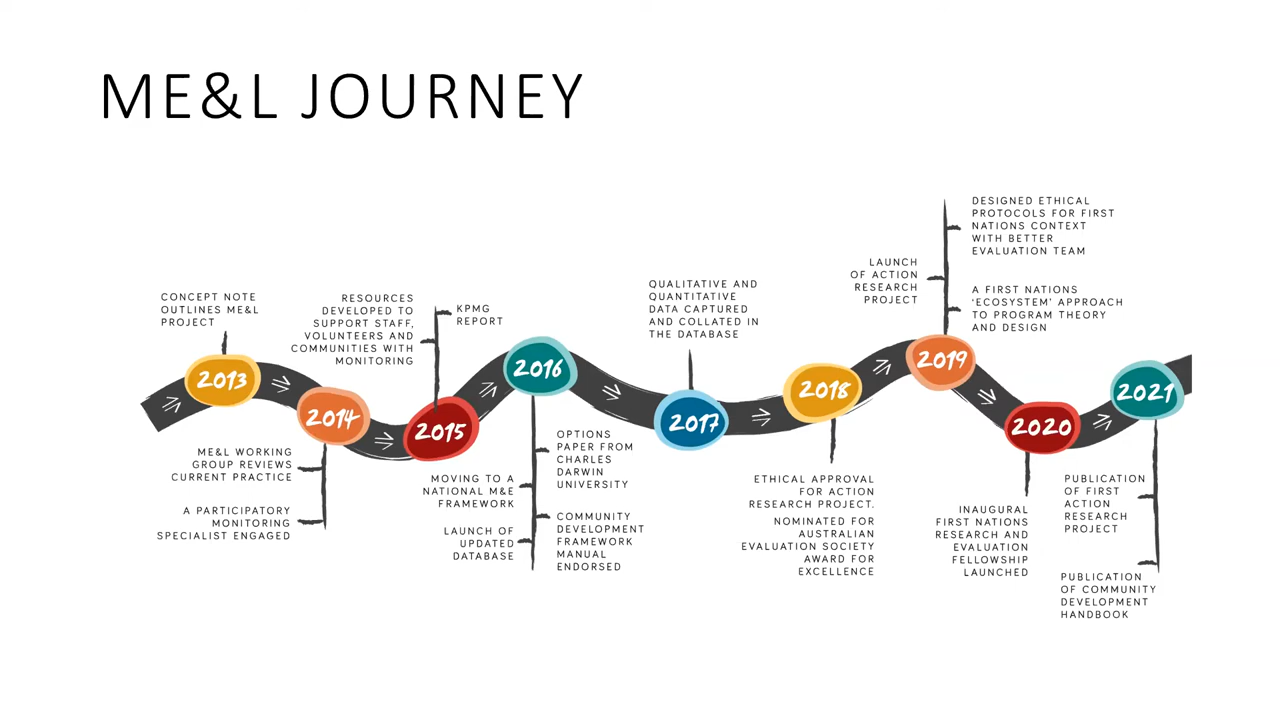 ME&L JOURNEY
2013
CONCEPT NOTE
OUTLINES ME&L
PROJECT
2014
ME&L WORKING
GROUP REVIEWS
CURRENT PRACTICE
A PARTICIPATORY
MONITORING
SPECIALIST ENGAGED
2015
RESOURCES
DEVELOPED TO
SUPPORT STAFF,
VOLUNTEERS AND
COMMUNITIES WITH
MONITORING
KPMG
REPORT
2016
MOVING TO A
NATIONAL M&E
FRAMEWORK
LAUNCH OF
UPDATED
DATABASE
OPTIONS
PAPER FROM
CHARLES
DARWIN
UNIVERSITY
COMMUNITY
DEVELOPMENT
FRAMEWORK
MANUAL
ENDORSED
2017
QUALITATIVE AND
QUANTITATIVE
DATA CAPTURED
AND COLLATED IN
THE DATABASE
2018
ETHICAL APPROVAL
FOR ACTION
RESEARCH PROJECT.
NOMINATED FOR
AUSTRALIAN
EVALUATION SOCIETY
AWARD FOR
EXCELLENCE
2019
LAUNCH
OF ACTION
RESEARCH
PROJECT
DESIGNED ETHICAL
PROTOCOLS FOR FIRST
NATIONS CONTEXT
WITH BETTER
EVALUATION TEAM
A FIRST NATIONS
‘ECOSYSTEM’ APPROACH
TO PROGRAM THEORY
AND DESIGN
2020
INAUGURAL
FIRST NATIONS
RESEARCH AND
EVALUATION
FELLOWSHIP
LAUNCHED
2021
PUBLICATION
OF FIRST
ACTION
RESEARCH
PROJECT
PUBLICATION
OF COMMUNITY
DEVELOPMENT
HANDBOOK